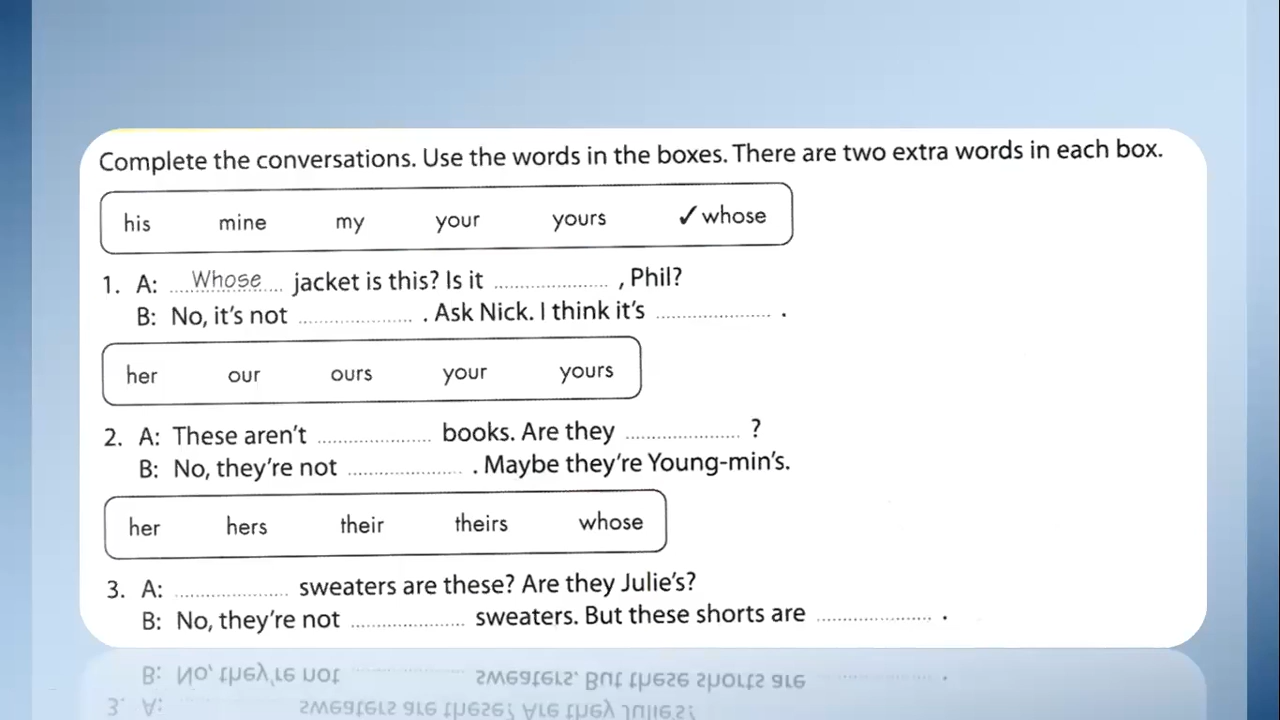 Complete the conversations. Use the words in the boxes. There are two extra words in each box.
his mine my your yours ✓ whose
1. A: Whose jacket is this? Is it .................... , Phil?
B: No, it's not .................... . Ask Nick. I think it's .................... .
her our ours your yours
2. A: These aren't .................... books. Are they .................... ?
B: No, they're not .................... . Maybe they're Young-min's.
her hers their theirs whose
3. A: .................... sweaters are these? Are they Julie's?
B: No, they're not .................... sweaters. But these shorts are .................... .